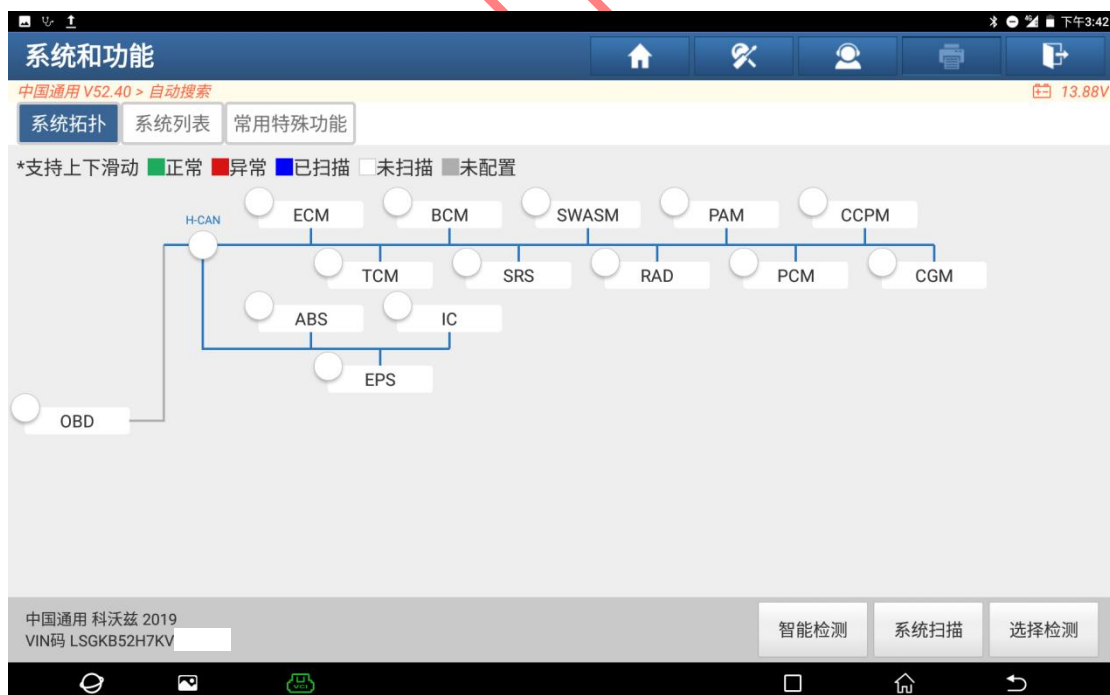 下午3:42
系统和功能
中国通用 V52.40 > 自动搜索
13.88V
系统拓扑 系统列表 常用特殊功能
*支持上下滑动 正常 异常 已扫描 未扫描 未配置
H-CAN
ECM BCM SWASM PAM CCPM
TCM SRS RAD PCM CGM
ABS IC
EPS
OBD
中国通用 科沃兹 2019
VIN码 LSGKB52H7KV
智能检测 系统扫描 选择检测
VCI